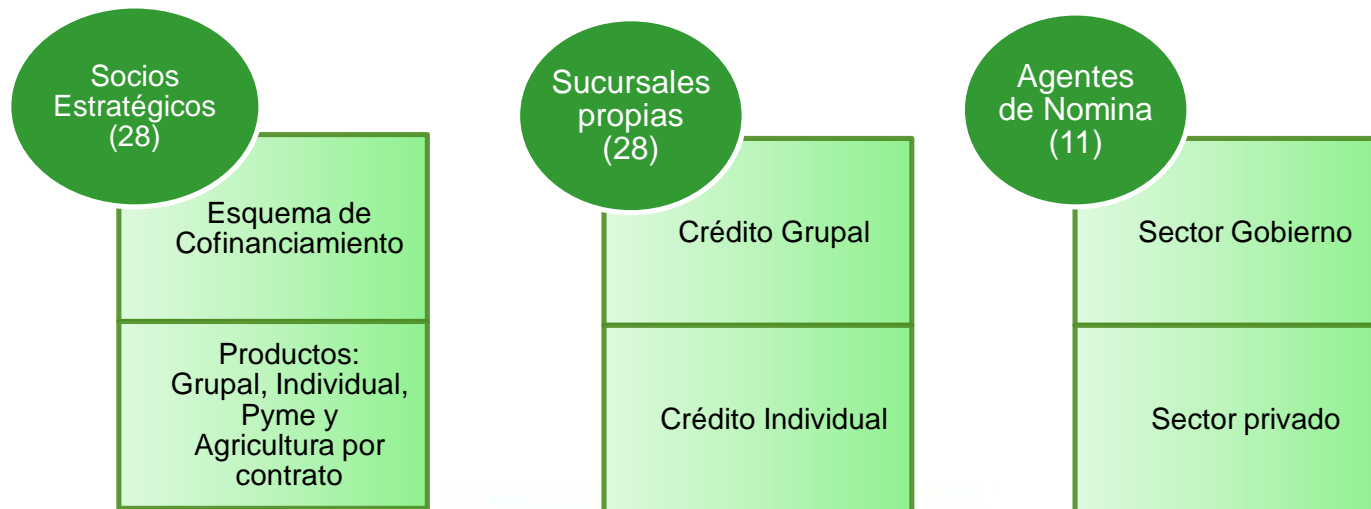 Socios
Estratégicos
(28)
Esquema de
Cofinanciamiento
Productos:
Grupal, Individual,
Pyme y
Agricultura por
contrato
Sucursales
propias
(28)
Crédito Grupal
Crédito Individual
Agentes
de Nomina
(11)
Sector Gobierno
Sector privado